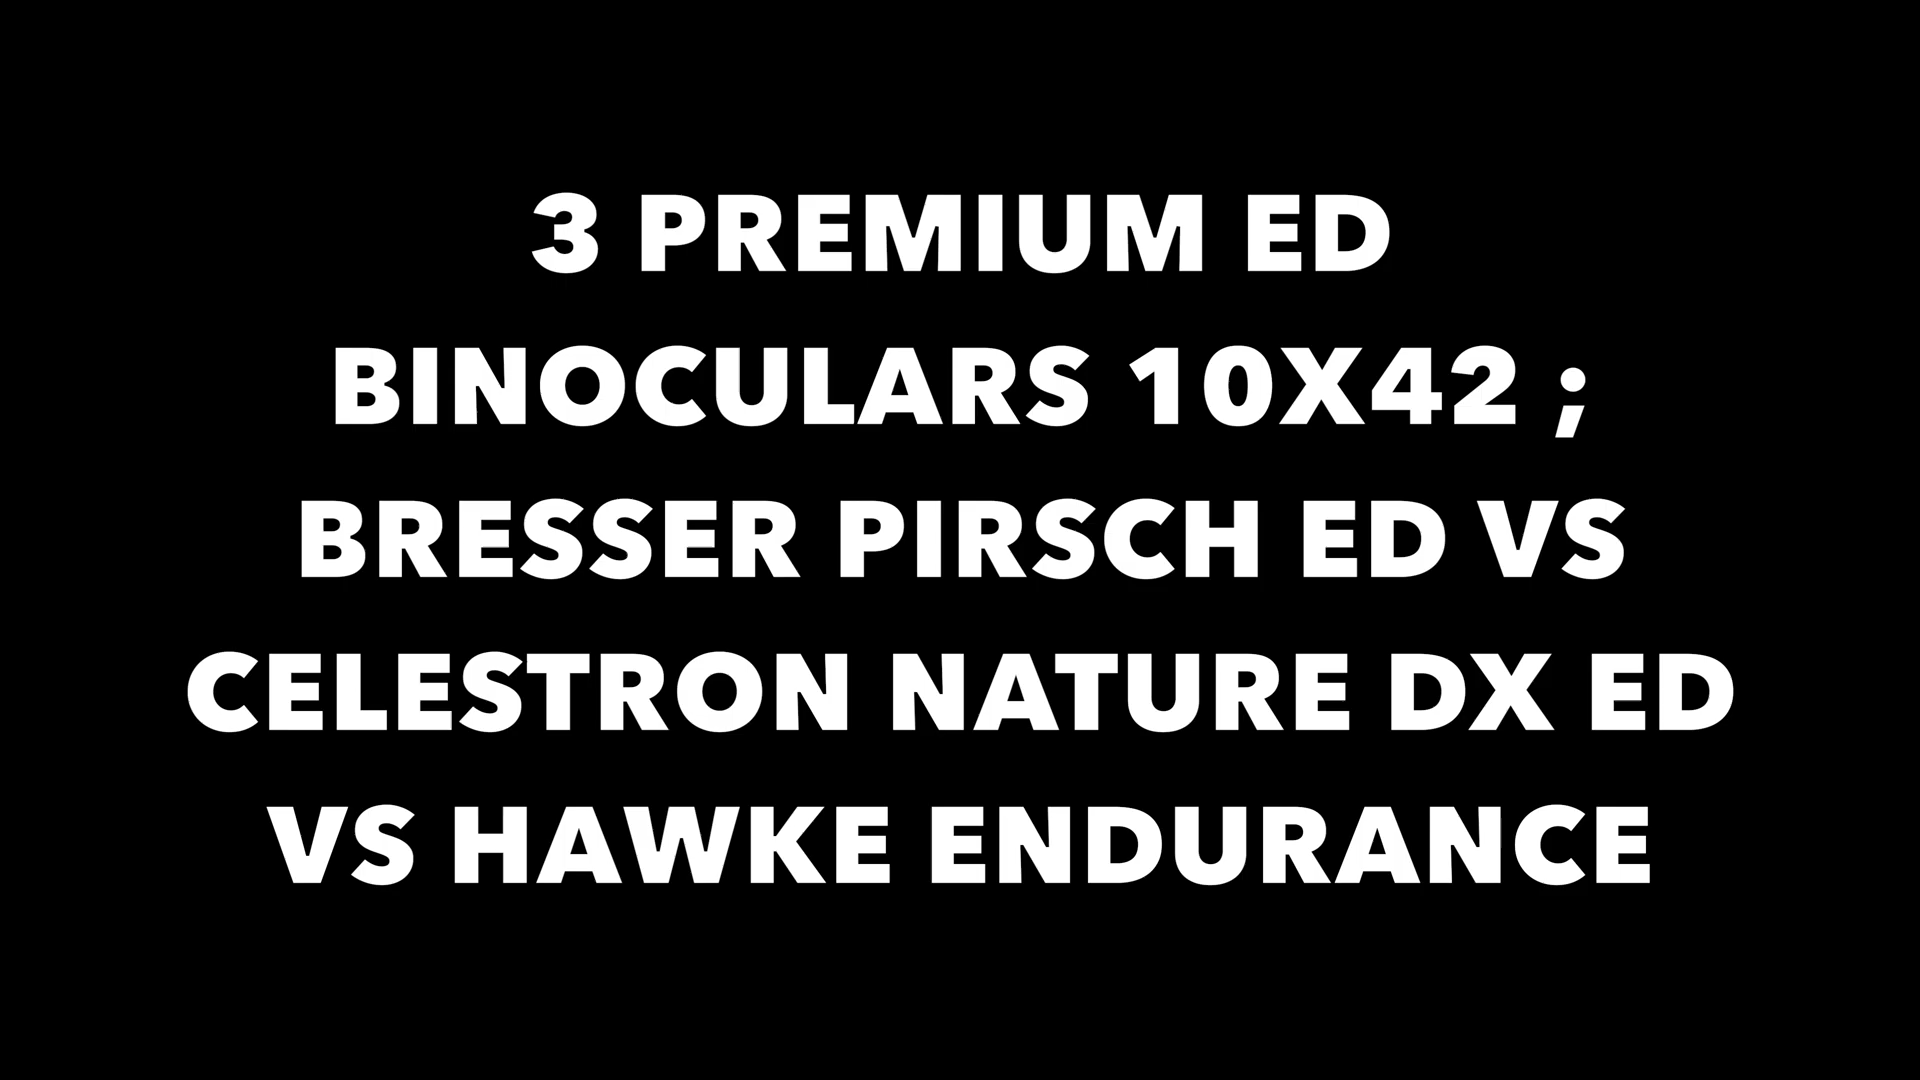 3 PREMIUM ED
BINOCULARS 10X42 ;
BRESSER PIRSCH ED VS
CELESTRON NATURE DX ED
VS HAWKE ENDURANCE